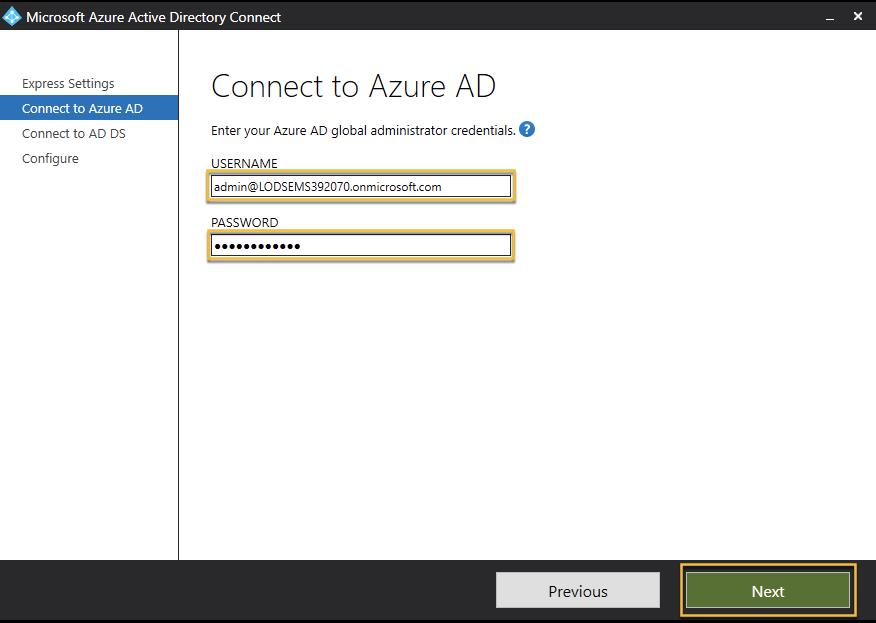 Microsoft Azure Active Directory Connect
Express Settings
Connect to Azure AD
Connect to AD DS
Configure
Connect to Azure AD
Enter your Azure AD global administrator credentials. ?
USERNAME
admin@LODSEMS392070.onmicrosoft.com
PASSWORD
●●●●●●●●●●●●
Previous
Next